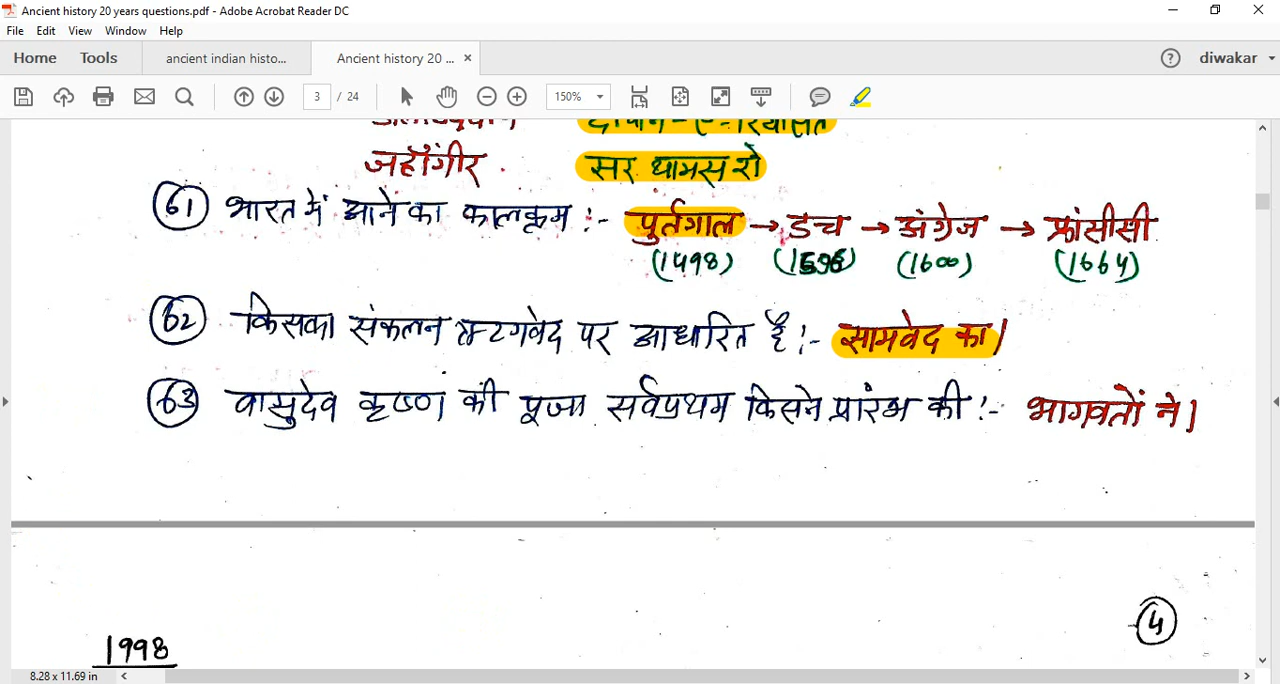 Ancient history 20 years questions.pdf - Adobe Acrobat Reader DC
File Edit View Window Help
Home Tools ancient indian histo... Ancient history 20 ... × ? diwakar
3 / 24 150%
जहाँगीर. सर थामस रो
(61) भारत में आने का कालक्रम :- पुर्तगाल → डच → अंग्रेज → फ्रांसीसी
(1498) (1600) (1664)
(62) किसका संकलन ऋगवेद पर आधारित है :- सामवेद का।
(63) वासुदेव कृष्ण की पूजा सर्वप्रथम किसने प्रारंभ की :- भागवतों ने।
4
1998
8.28 x 11.69 in